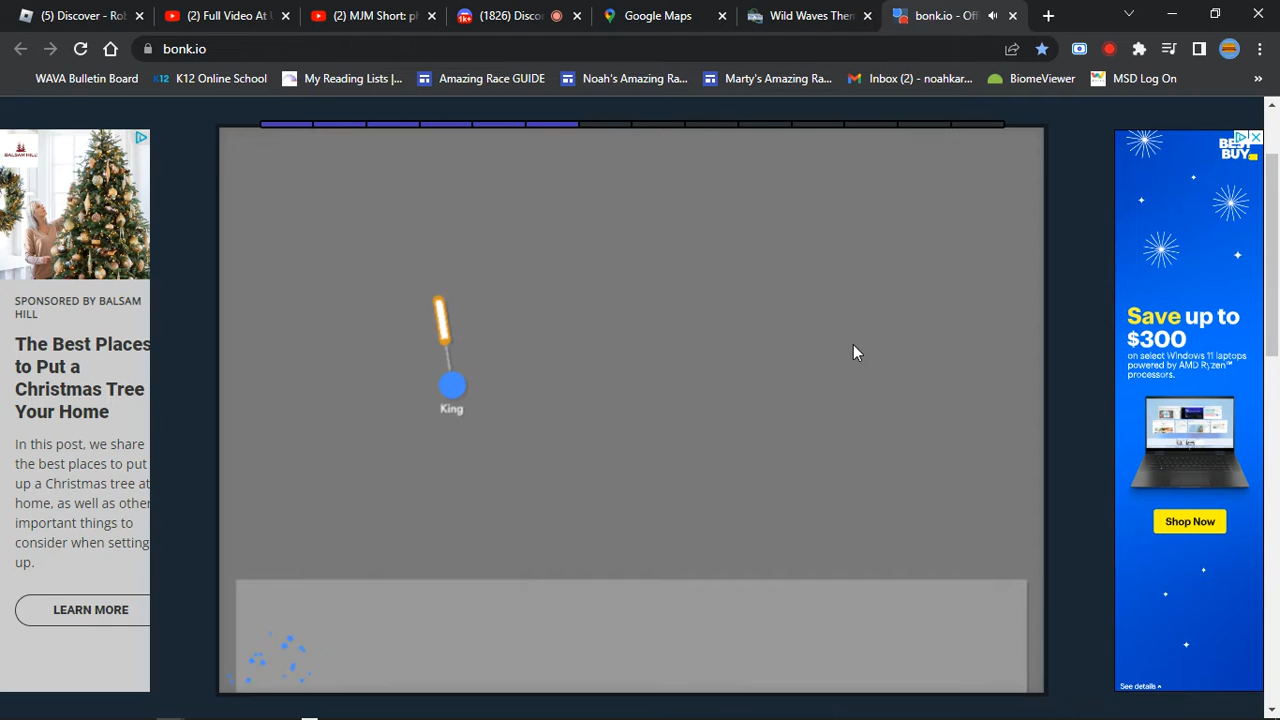 (5) Discover - Ro
(2) Full Video At U
(2) MJM Short: pl
(1826) Disco
Google Maps
Wild Waves Ther
bonk.io - Offi
bonk.io
WAVA Bulletin Board
K12 Online School
My Reading Lists |...
Amazing Race GUIDE
Noah's Amazing Ra...
Marty's Amazing Ra...
Inbox (2) - noahkar...
BiomeViewer
MSD Log On
BALSAM HILL
SPONSORED BY BALSAM
HILL
The Best Places
to Put a
Christmas Tree
Your Home
In this post, we share
the best places to put
up a Christmas tree at
home, as well as other
important things to
consider when setting
up.
LEARN MORE
King
BEST
BUY
Save up to
$300
on select Windows 11 laptops
powered by AMD Ryzen™
processors.
Shop Now
See details